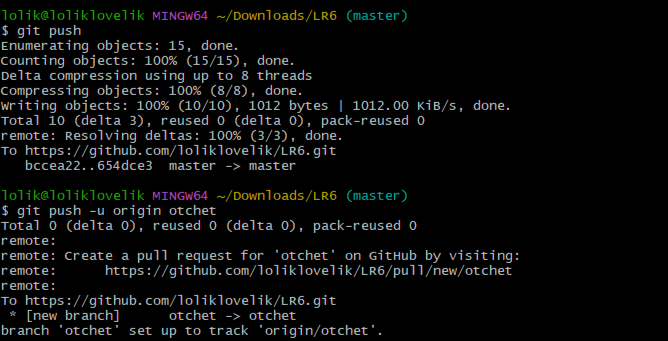 lolik@loliklovelik MINGW64 ~/Downloads/LR6 (master)
$ git push
Enumerating objects: 15, done.
Counting objects: 100% (15/15), done.
Delta compression using up to 8 threads
Compressing objects: 100% (8/8), done.
Writing objects: 100% (10/10), 1012 bytes | 1012.00 KiB/s, done.
Total 10 (delta 3), reused 0 (delta 0), pack-reused 0
remote: Resolving deltas: 100% (3/3), done.
To https://github.com/loliklovelik/LR6.git
   bccea22..654dce3  master -> master
lolik@loliklovelik MINGW64 ~/Downloads/LR6 (master)
$ git push -u origin otchet
Total 0 (delta 0), reused 0 (delta 0), pack-reused 0
remote:
remote: Create a pull request for 'otchet' on GitHub by visiting:
remote:      https://github.com/loliklovelik/LR6/pull/new/otchet
remote:
To https://github.com/loliklovelik/LR6.git
 * [new branch]      otchet -> otchet
branch 'otchet' set up to track 'origin/otchet'.